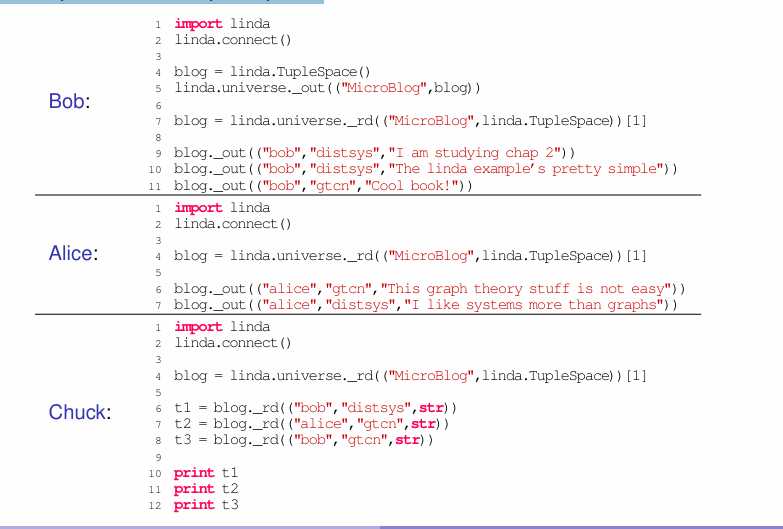 Bob:
1 import linda
2 linda.connect()
3
4 blog = linda.TupleSpace()
5 linda.universe._out(("MicroBlog",blog))
6
7 blog = linda.universe._rd(("MicroBlog",linda.TupleSpace))[1]
8
9 blog._out(("bob","distsys","I am studying chap 2"))
10 blog._out(("bob","distsys","The linda example's pretty simple"))
11 blog._out(("bob","gtcn","Cool book!"))
Alice:
1 import linda
2 linda.connect()
3
4 blog = linda.universe._rd(("MicroBlog",linda.TupleSpace))[1]
5
6 blog._out(("alice","gtcn","This graph theory stuff is not easy"))
7 blog._out(("alice","distsys","I like systems more than graphs"))
Chuck:
1 import linda
2 linda.connect()
3
4 blog = linda.universe._rd(("MicroBlog",linda.TupleSpace))[1]
5
6 t1 = blog._rd(("bob","distsys",str))
7 t2 = blog._rd(("alice","gtcn",str))
8 t3 = blog._rd(("bob","gtcn",str))
9
10 print t1
11 print t2
12 print t3